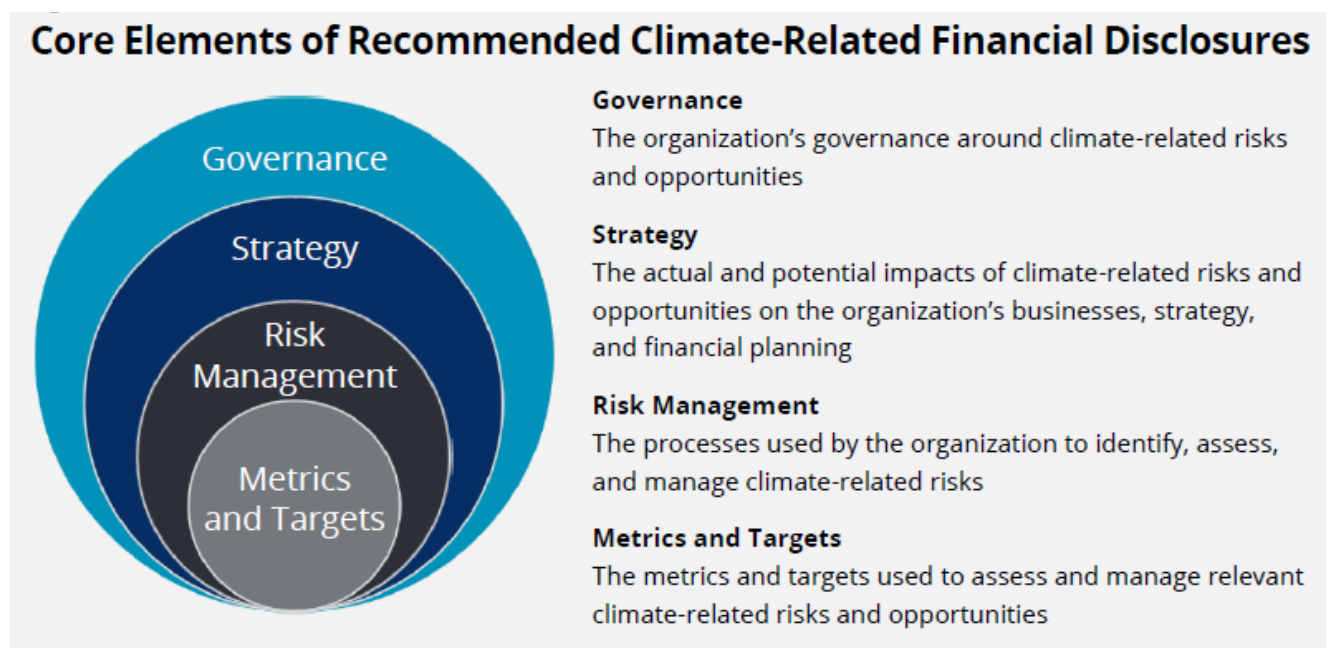 Core Elements of Recommended Climate-Related Financial Disclosures
Governance
Strategy
Risk
Management
Metrics
and Targets
Governance
The organization’s governance around climate-related risks
and opportunities
Strategy
The actual and potential impacts of climate-related risks and
opportunities on the organization’s businesses, strategy,
and financial planning
Risk Management
The processes used by the organization to identify, assess,
and manage climate-related risks
Metrics and Targets
The metrics and targets used to assess and manage relevant
climate-related risks and opportunities